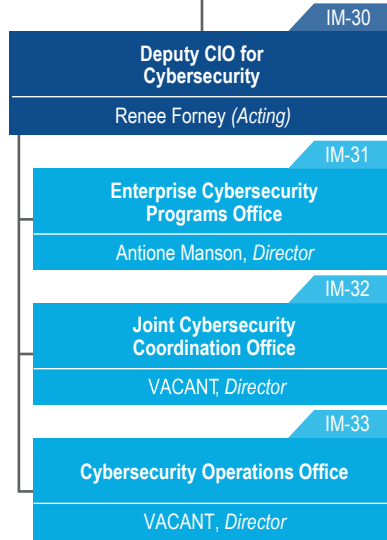 IM-30
Deputy CIO for
Cybersecurity
Renee Forney (Acting)
IM-31
Enterprise Cybersecurity
Programs Office
Antione Manson, Director
IM-32
Joint Cybersecurity
Coordination Office
VACANT, Director
IM-33
Cybersecurity Operations Office
VACANT, Director